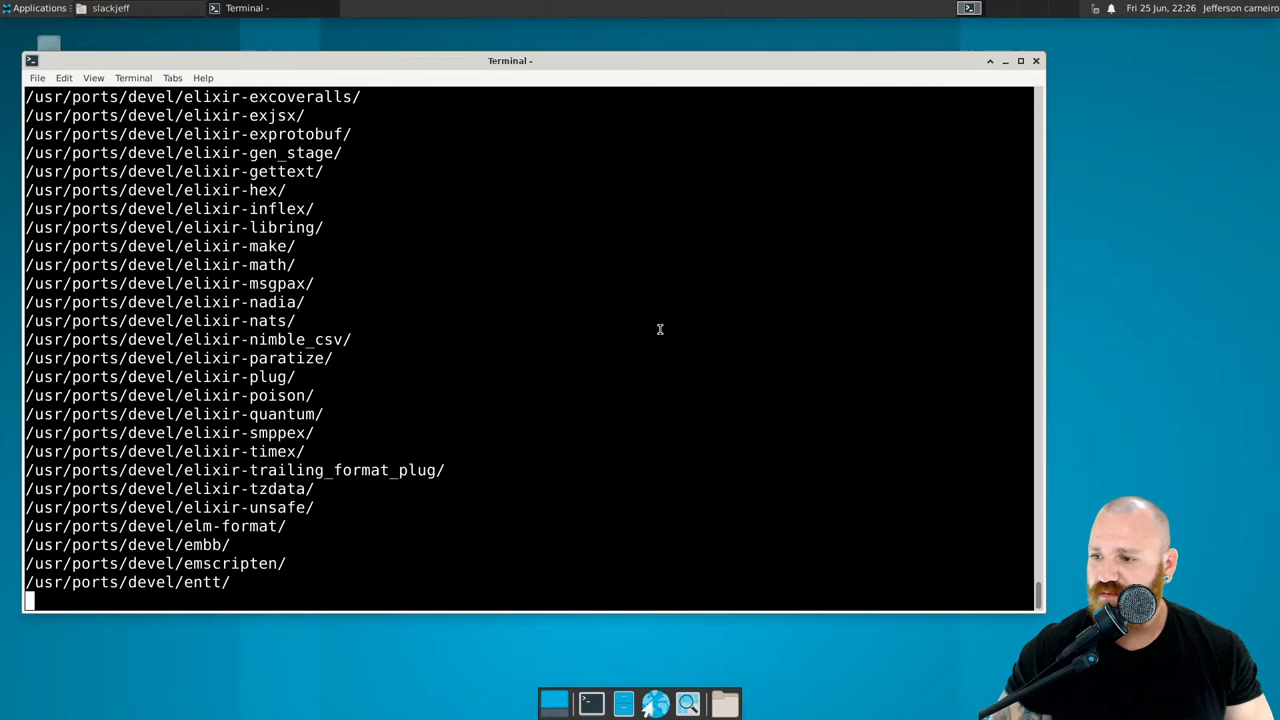 Applications
slackjeff
Terminal -
Fri 25 Jun, 22:26
Jefferson carneiro
Terminal -
File Edit View Terminal Tabs Help
/usr/ports/devel/elixir-excoveralls/
/usr/ports/devel/elixir-exjsx/
/usr/ports/devel/elixir-exprotobuf/
/usr/ports/devel/elixir-gen_stage/
/usr/ports/devel/elixir-gettext/
/usr/ports/devel/elixir-hex/
/usr/ports/devel/elixir-inflex/
/usr/ports/devel/elixir-libring/
/usr/ports/devel/elixir-make/
/usr/ports/devel/elixir-math/
/usr/ports/devel/elixir-msgpax/
/usr/ports/devel/elixir-nadia/
/usr/ports/devel/elixir-nats/
/usr/ports/devel/elixir-nimble_csv/
/usr/ports/devel/elixir-paratize/
/usr/ports/devel/elixir-plug/
/usr/ports/devel/elixir-poison/
/usr/ports/devel/elixir-quantum/
/usr/ports/devel/elixir-smppex/
/usr/ports/devel/elixir-timex/
/usr/ports/devel/elixir-trailing_format_plug/
/usr/ports/devel/elixir-tzdata/
/usr/ports/devel/elixir-unsafe/
/usr/ports/devel/elm-format/
/usr/ports/devel/embb/
/usr/ports/devel/emscripten/
/usr/ports/devel/entt/